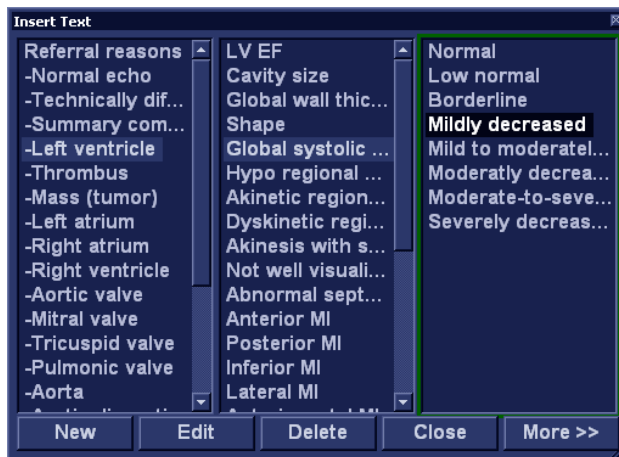 Insert Text
Referral reasons
-Normal echo
-Technically dif...
-Summary com...
-Left ventricle
-Thrombus
-Mass (tumor)
-Left atrium
-Right atrium
-Right ventricle
-Aortic valve
-Mitral valve
-Tricuspid valve
-Pulmonic valve
-Aorta
LV EF
Cavity size
Global wall thic...
Shape
Global systolic ...
Hypo regional ...
Akinetic region...
Dyskinetic regi...
Akinesis with s...
Not well visuali...
Abnormal sept...
Anterior MI
Posterior MI
Inferior MI
Lateral MI
Normal
Low normal
Borderline
Mildly decreased
Mild to moderatel...
Moderatly decrea...
Moderate-to-seve...
Severely decreas...
New
Edit
Delete
Close
More >>